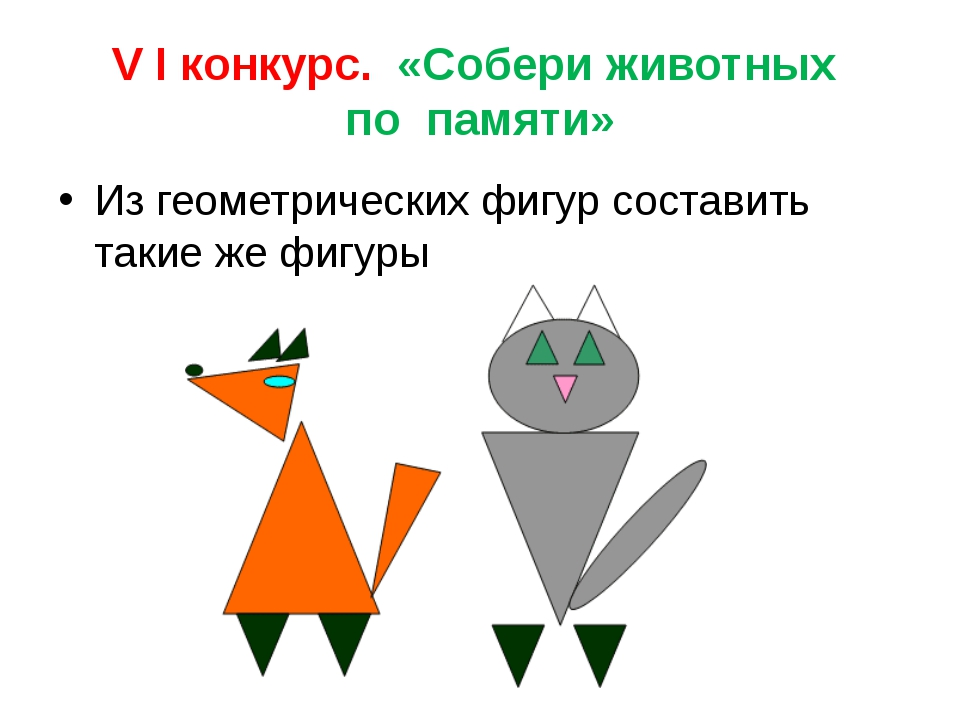 V I конкурс. «Собери животных
по памяти»
• Из геометрических фигур составить
такие же фигуры